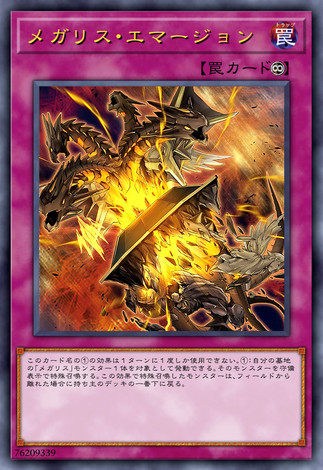 メガリス・エマージョン
罠
トラップ
【罠カード】
このカード名の①の効果は1ターンに1度しか使用できない。①:自分の墓地
の「メガリス」モンスター1体を対象として発動できる。そのモンスターを守備
表示で特殊召喚する。この効果で特殊召喚したモンスターは、フィールドから
離れた場合に持ち主のデッキの一番下に戻る。
76209339